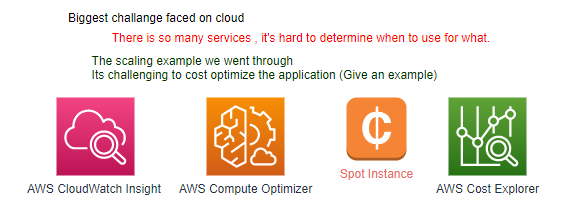 Biggest challange faced on cloud
There is so many services , it's hard to determine when to use for what.
The scaling example we went through
Its challenging to cost optimize the application (Give an example)
¢
AWS CloudWatch Insight
AWS Compute Optimizer
Spot Instance
AWS Cost Explorer